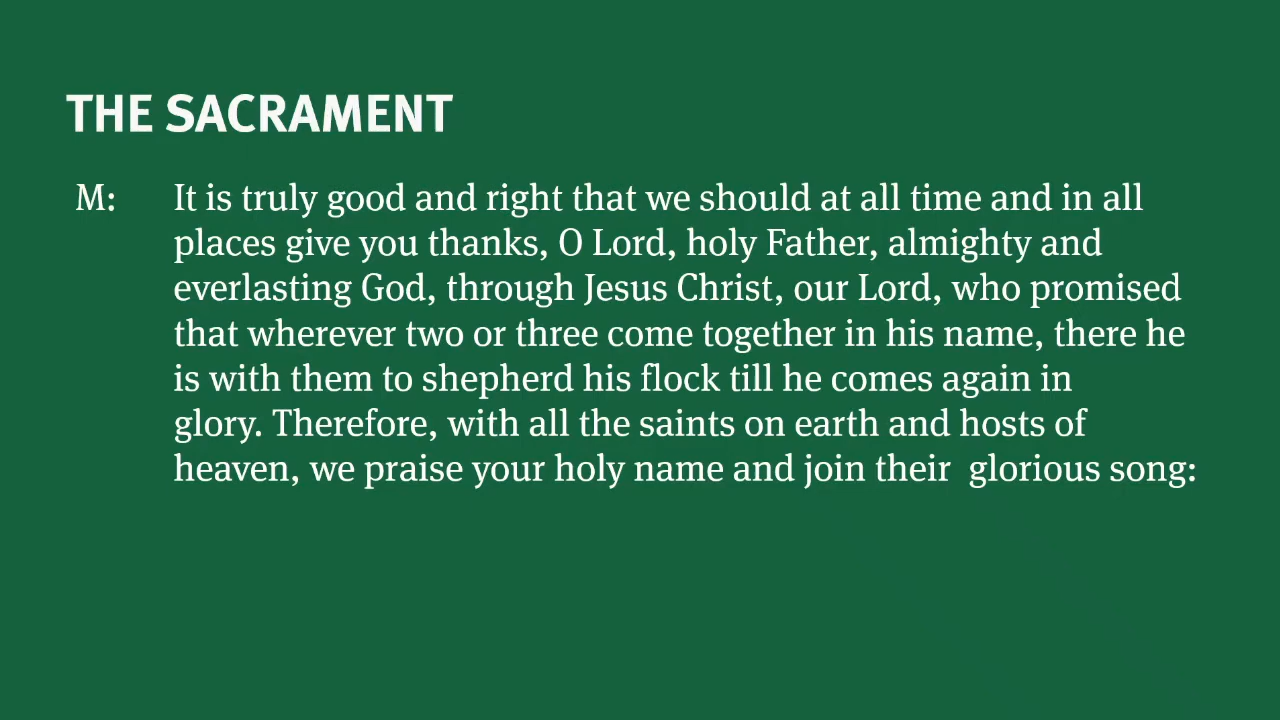 THE SACRAMENT
M: It is truly good and right that we should at all time and in all
places give you thanks, O Lord, holy Father, almighty and
everlasting God, through Jesus Christ, our Lord, who promised
that wherever two or three come together in his name, there he
is with them to shepherd his flock till he comes again in
glory. Therefore, with all the saints on earth and hosts of
heaven, we praise your holy name and join their  glorious song: